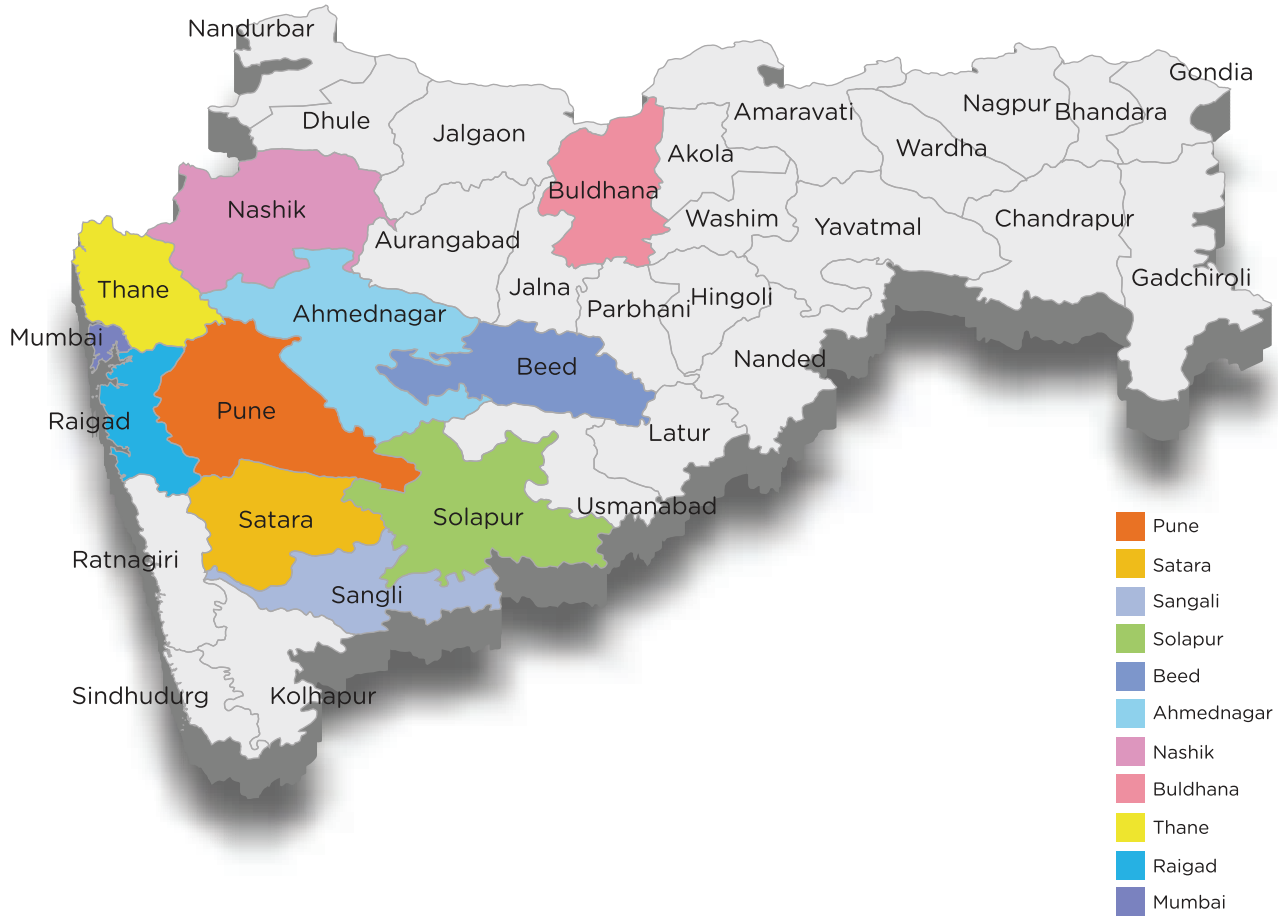 Nandurbar
Gondia
Nagpur
Bhandara
Amaravati
Dhule
Jalgaon
Wardha
Akola
Buldhana
Nashik
Washim
Chandrapur
Yavatmal
Aurangabad
Gadchiroli
Thane
Jalna
Hingoli
Parbhani
Ahmednagar
Mumbai
Nanded
Beed
Pune
Raigad
Latur
Usmanabad
Satara
Solapur
Ratnagiri
Sangli
Sindhudurg
Kolhapur
Pune
Satara
Sangali
Solapur
Beed
Ahmednagar
Nashik
Buldhana
Thane
Raigad
Mumbai